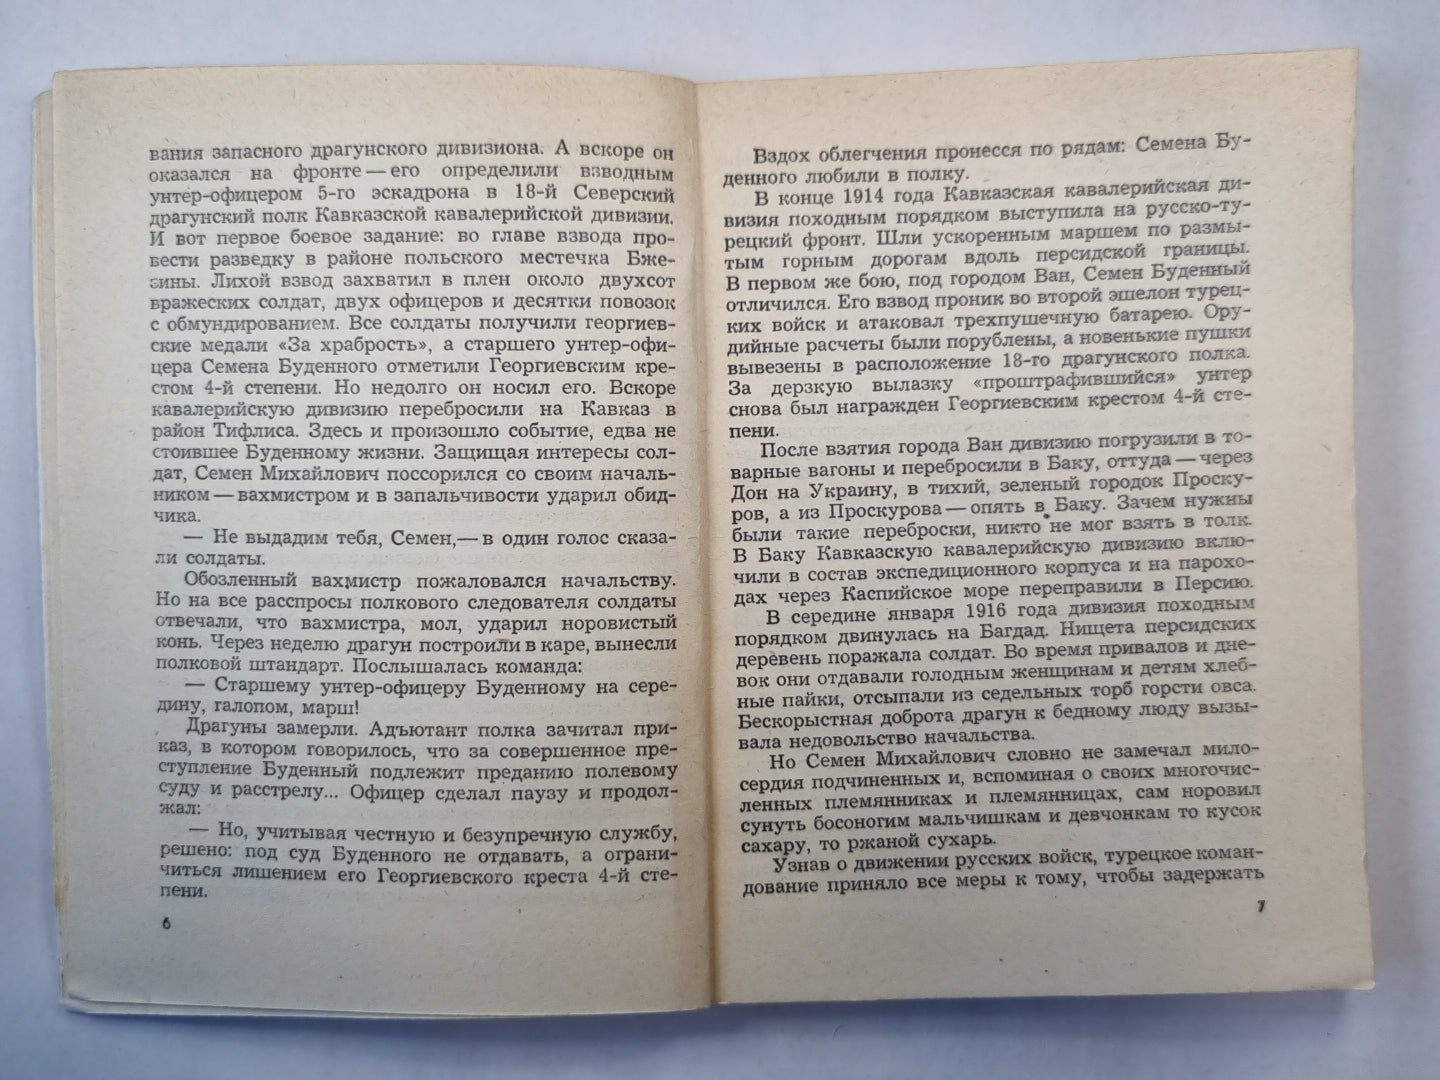 вания запасного драгунского дивизиона. А вскоре он
оказался на фронте — его определили взводным
унтер-офицером 5-го эскадрона в 18-й Северский
драгунский полк Кавказской кавалерийской дивизии.
И вот первое боевое задание: во главе взвода про-
вести разведку в районе польского местечка Бже-
зины. Лихой взвод захватил в плен около двухсот
вражеских солдат, двух офицеров и десятки повозок
с обмундированием. Все солдаты получили георгиев-
ские медали «За храбрость», а старшего унтер-офи-
цера Семена Буденного отметили Георгиевским кре-
стом 4-й степени. Но недолго он носил его. Вскоре
кавалерийскую дивизию перебросили на Кавказ в
район Тифлиса. Здесь и произошло событие, едва не
стоившее Буденному жизни. Защищая интересы сол-
дат, Семен Михайлович поссорился со своим началь-
ником — вахмистром и в запальчивости ударил обид-
чика.
— Не выдадим тебя, Семен,— в один голос сказа-
ли солдаты.
Обозленный вахмистр пожаловался начальству.
Но на все расспросы полкового следователя солдаты
отвечали, что вахмистра, мол, ударил норовистый
конь. Через неделю драгун построили в каре, вынесли
полковой штандарт. Послышалась команда:
— Старшему унтер-офицеру Буденному на сере-
дину, галопом, марш!
Драгуны замерли. Адъютант полка зачитал при-
каз, в котором говорилось, что за совершенное пре-
ступление Буденный подлежит преданию полевому
суду и расстрелу... Офицер сделал паузу и продол-
жал:
— Но, учитывая честную и безупречную службу,
решено: под суд Буденного не отдавать, а ограни-
читься лишением его Георгиевского креста 4-й сте-
пени.
6
Вздох облегчения пронесся по рядам: Семена Бу-
денного любили в полку.
В конце 1914 года Кавказская кавалерийская ди-
визия походным порядком выступила на русско-ту-
рецкий фронт. Шли ускоренным маршем по размы-
тым горным дорогам вдоль персидской границы.
В первом же бою, под городом Ван, Семен Буденный
отличился. Его взвод проник во второй эшелон турец-
ких войск и атаковал трехпушечную батарею. Ору-
дийные расчеты были порублены, а новенькие пушки
вывезены в расположение 18-го драгунского полка.
За дерзкую вылазку «проштрафившийся» унтер
снова был награжден Георгиевским крестом 4-й сте-
пени.
После взятия города Ван дивизию погрузили в то-
варные вагоны и перебросили в Баку, оттуда — через
Дон на Украину, в тихий, зеленый городок Проску-
ров, а из Проскурова — опять в Баку. Зачем нужны
были такие переброски, никто не мог взять в толк.
В Баку Кавказскую кавалерийскую дивизию вклю-
чили в состав экспедиционного корпуса и на парохо-
дах через Каспийское море переправили в Персию.
В середине января 1916 года дивизия походным
порядком двинулась на Багдад. Нищета персидских
деревень поражала солдат. Во время привалов и дне-
вок они отдавали голодным женщинам и детям хлеб-
ные пайки, отсыпали из седельных торб горсти овса.
Бескорыстная доброта драгун к бедному люду вызы-
вала недовольство начальства.
Но Семен Михайлович словно не замечал мило-
сердия подчиненных и, вспоминая о своих многочис-
ленных племянниках и племянницах, сам норовил
сунуть босоногим мальчишкам и девчонкам то кусок
сахару, то ржаной сухарь.
Узнав о движении русских войск, турецкое коман-
дование приняло все меры к тому, чтобы задержать
7